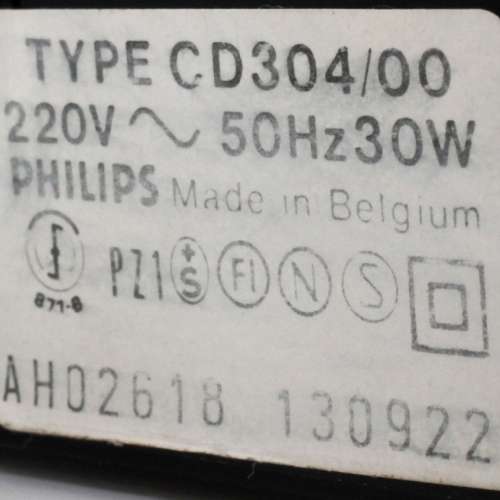 TYPE CD304/00
220V ~ 50Hz 30W
PHILIPS Made in Belgium
PZ1 +S FI N S
871-8
AH02618 130922